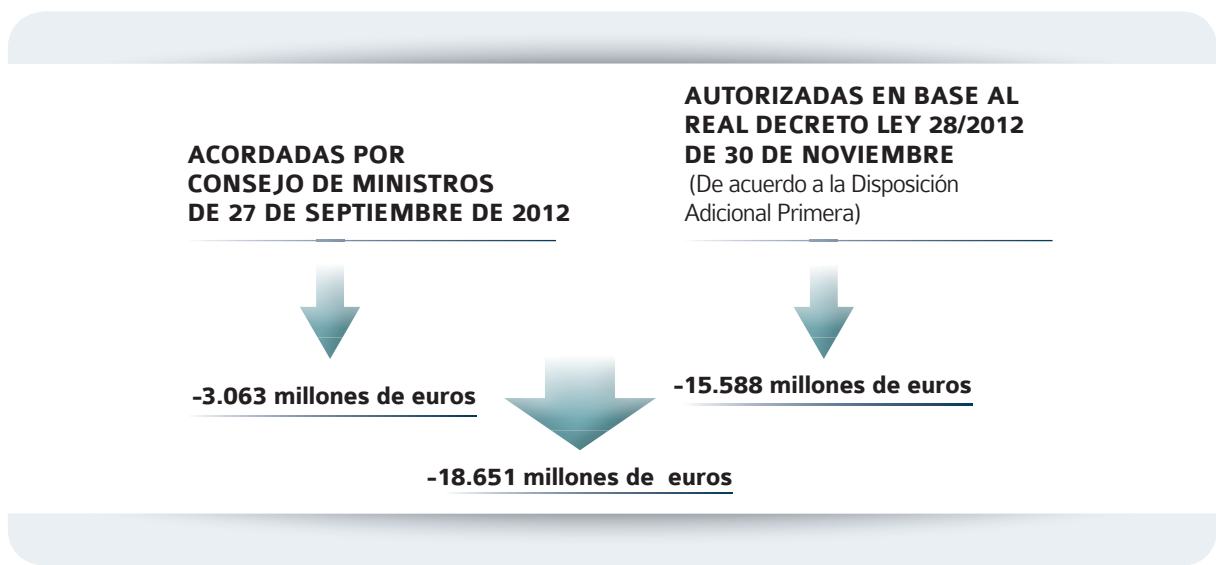 ACORDADAS POR
CONSEJO DE MINISTROS
DE 27 DE SEPTIEMBRE DE 2012
AUTORIZADAS EN BASE AL
REAL DECRETO LEY 28/2012
DE 30 DE NOVIEMBRE
(De acuerdo a la Disposición
Adicional Primera)
-3.063 millones de euros
-15.588 millones de euros
-18.651 millones de euros